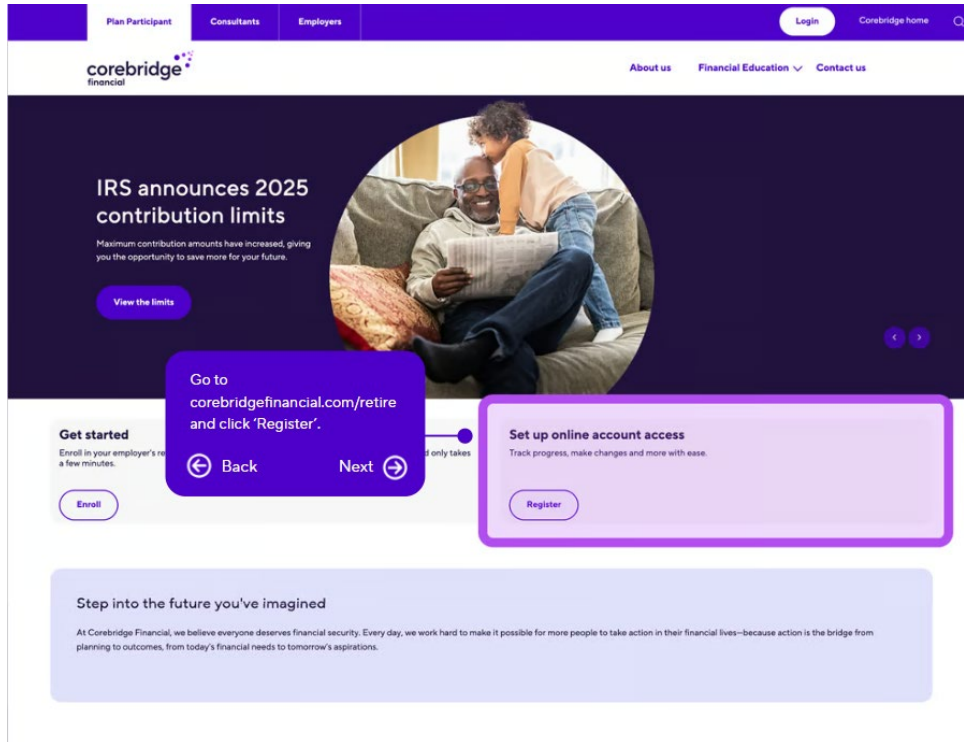 Plan Participant
Consultants
Employers
Login
Corebridge home
corebridge
financial
About us
Financial Education
Contact us
IRS announces 2025
contribution limits
Maximum contribution amounts have increased, giving
you the opportunity to save more for your future.
View the limits
Go to
corebridgefinancial.com/retire
and click ‘Register’.
Back
Next
Get started
Enroll in your employer's re
d only takes
a few minutes.
Enroll
Set up online account access
Track progress, make changes and more with ease.
Register
Step into the future you've imagined
At Corebridge Financial, we believe everyone deserves financial security. Every day, we work hard to make it possible for more people to take action in their financial lives—because action is the bridge from
planning to outcomes, from today's financial needs to tomorrow's aspirations.